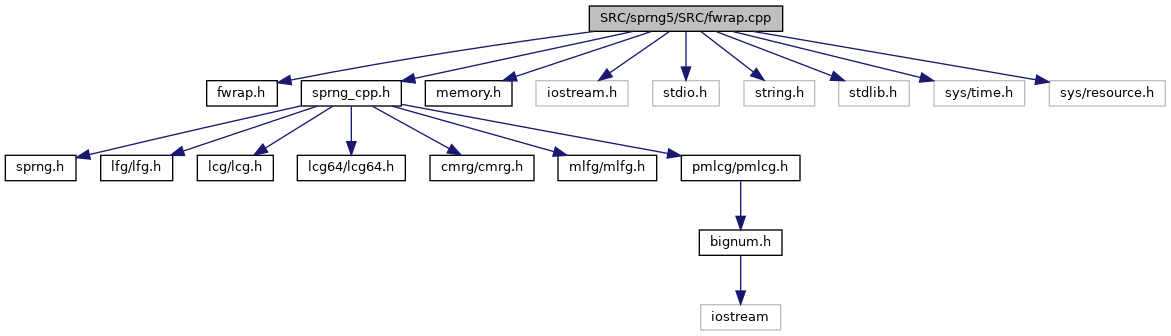 SRC/sprng5/SRC/fwrap.cpp
fwrap.h
sprng_cpp.h
memory.h
iostream.h
stdio.h
string.h
stdlib.h
sys/time.h
sys/resource.h
sprng.h
lfg/lfg.h
lcg/lcg.h
lcg64/lcg64.h
cmrg/cmrg.h
mlfg/mlfg.h
pmlcg/pmlcg.h
bignum.h
iostream